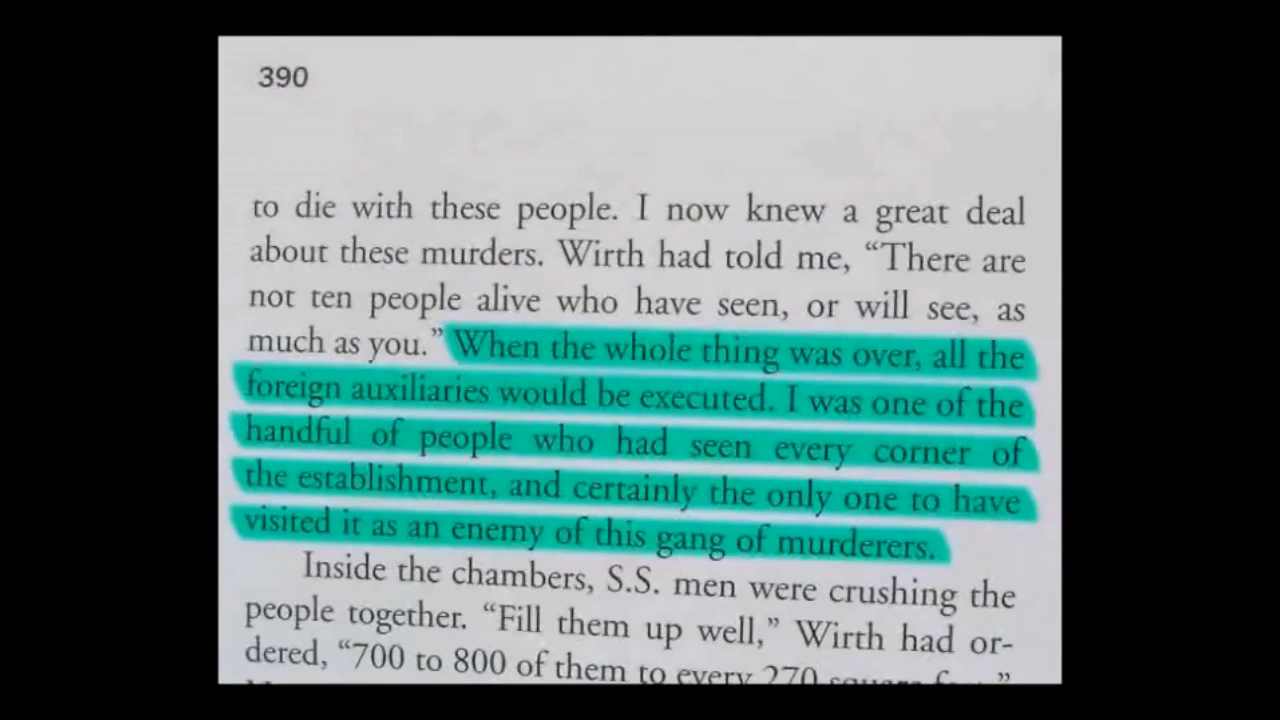 390
to die with these people. I now knew a great deal
about these murders. Wirth had told me, “There are
not ten people alive who have seen, or will see, as
much as you.” When the whole thing was over, all the
foreign auxiliaries would be executed. I was one of the
handful of people who had seen every corner of
the establishment, and certainly the only one to have
visited it as an enemy of this gang of murderers.
Inside the chambers, S.S. men were crushing the
people together. “Fill them up well,” Wirth had or-
dered, “700 to 800 of them to every 270 square